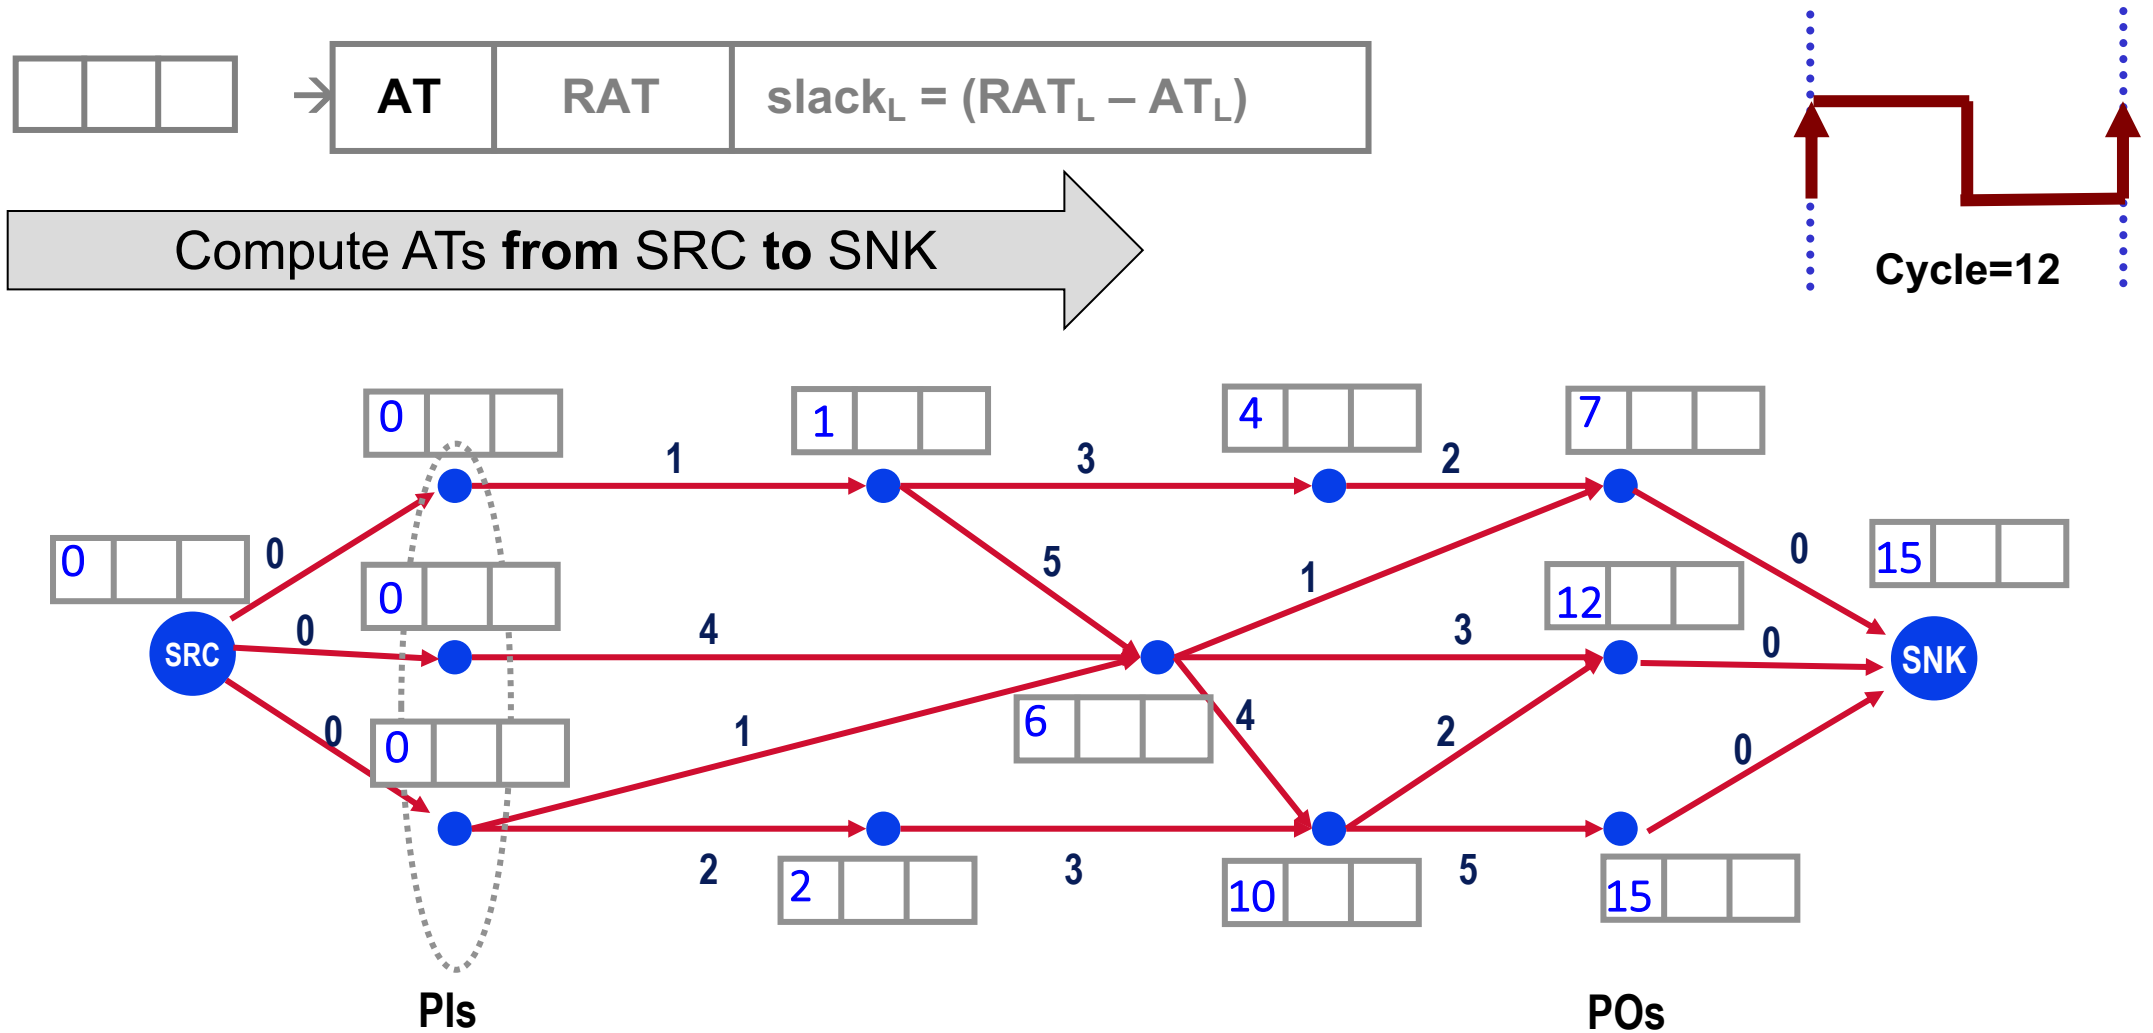 AT RAT slackL = (RATL – ATL)
Compute ATs from SRC to SNK
Cycle=12
0 1 4 7
1 3 2
0 0 5 1 0 15
0 12
SRC 0 4 3 0 SNK
0 0 1 6 4 2 0
2 2 3 10 5 15
PIs POs